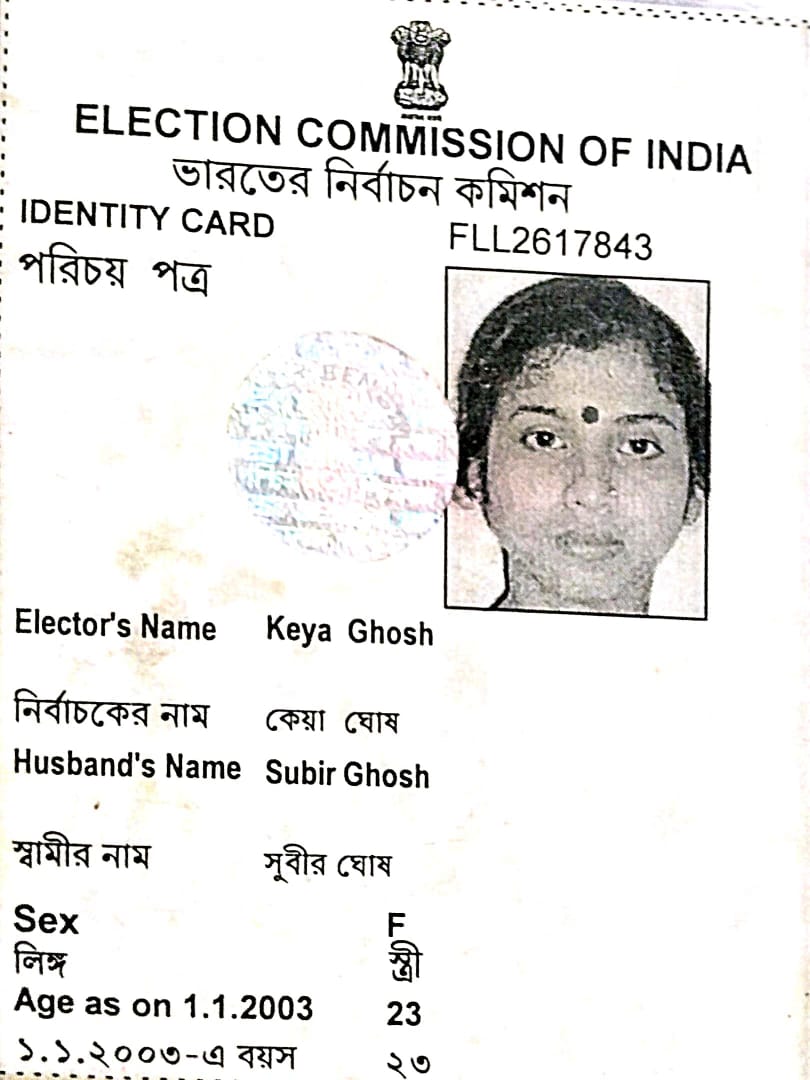 ELECTION COMMISSION OF INDIA
ভারতের নির্বাচন কমিশন
IDENTITY CARD
FLL2617843
পরিচয় পত্র
BEN
Elector's Name Keya Ghosh
নির্বাচকের নাম কেয়া ঘোষ
Husband's Name Subir Ghosh
স্বামীর নাম সুবীর ঘোষ
Sex F
লিঙ্গ স্ত্রী
Age as on 1.1.2003 23
১.১.২০০৩-এ বয়স ২৩